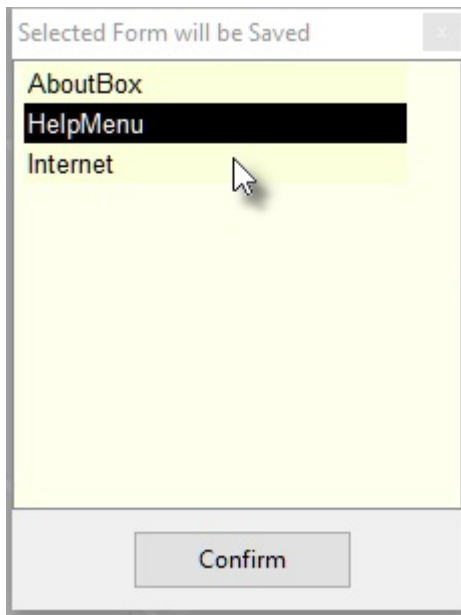 Selected Form will be Saved
AboutBox
HelpMenu
Internet
Confirm